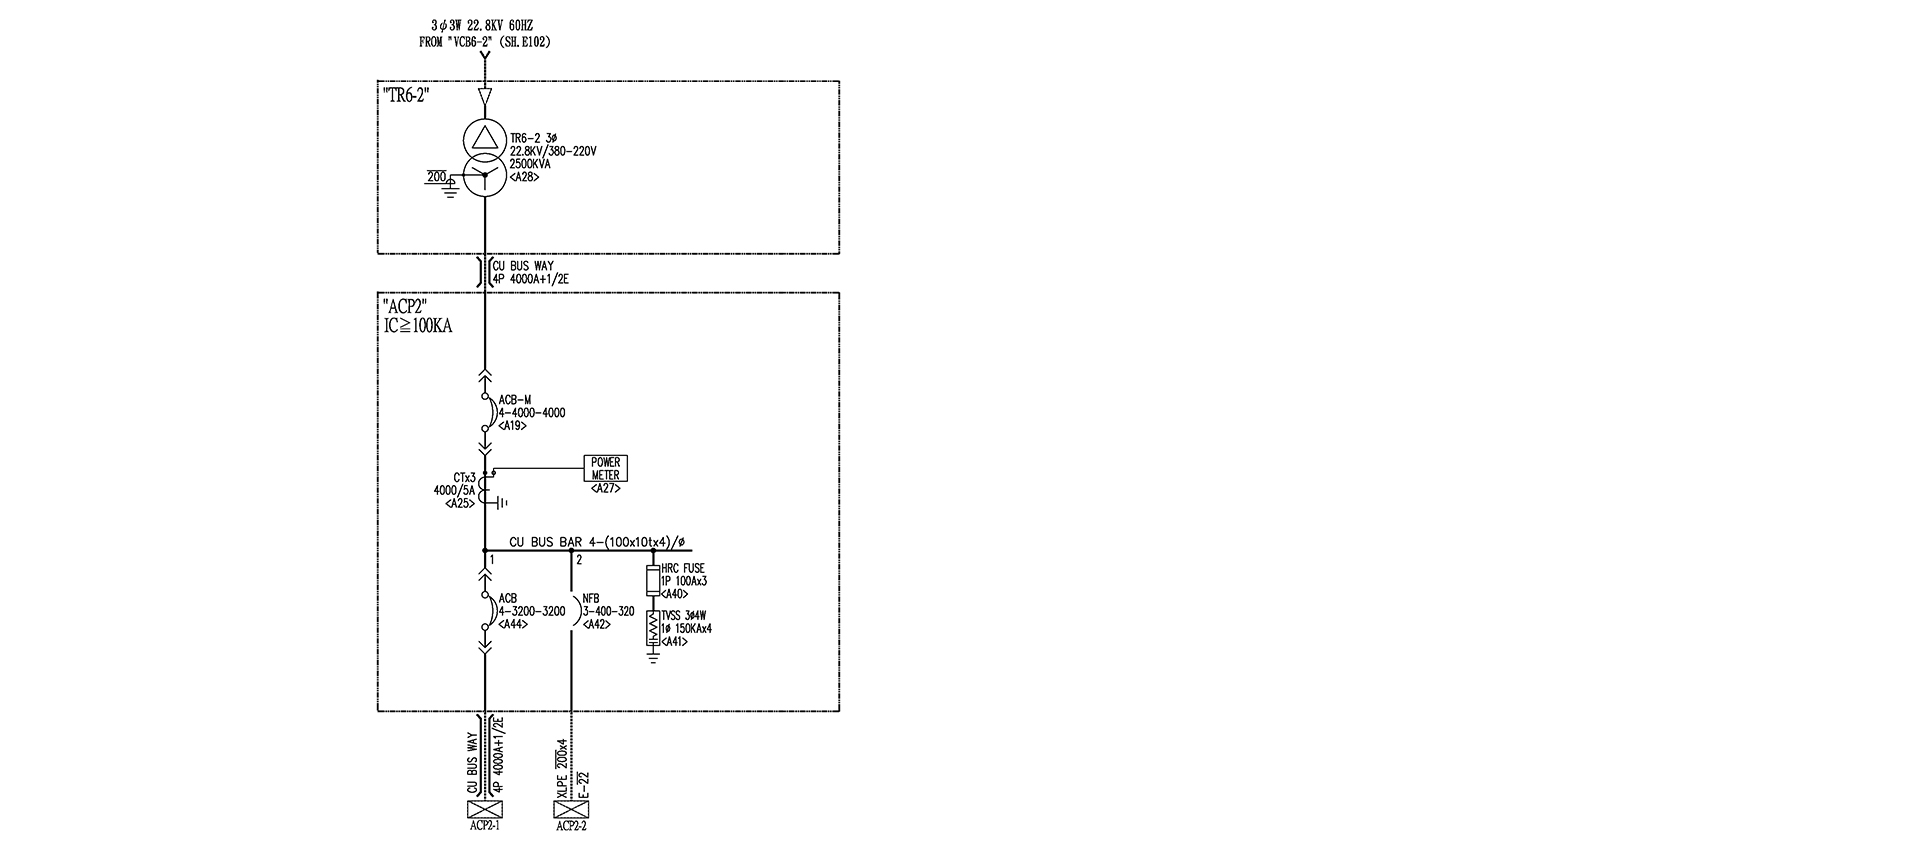 3φ3W 22.8KV 60HZ
FROM "VCB6-2" (SH.E102)
"TR6-2"
TR6-2 3ø
22.8KV/380-220V
2500KVA
<A28>
200
CU BUS WAY
4P 4000A+1/2E
"ACP2"
IC≧100KA
ACB-M
4-4000-4000
<A19>
POWER
METER
<A27>
CTx3
4000/5A
<A25>
CU BUS BAR 4-(100x10tx4)/ø
1
2
HRC FUSE
1P 100Ax3
<A40>
ACB
4-3200-3200
<A44>
NFB
3-400-320
<A42>
TVSS 3ø4W
1ø 150KAx4
<A41>
CU BUS WAY
4P 4000A+1/2E
XLPE 200x4
E-22
ACP2-1
ACP2-2